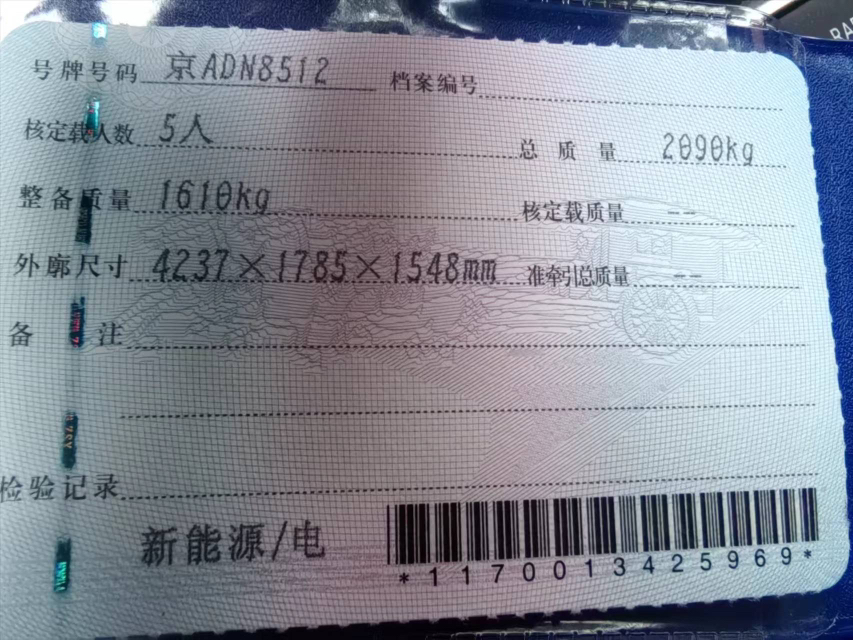 号牌号码 京ADN8512 档案编号
核定载人数 5人 总质量 2090kg
整备质量 1610kg 核定载质量 --
外廓尺寸 4237×1785×1548mm 准牵引总质量 --
备注
检验记录
新能源/电
*1170013425969*